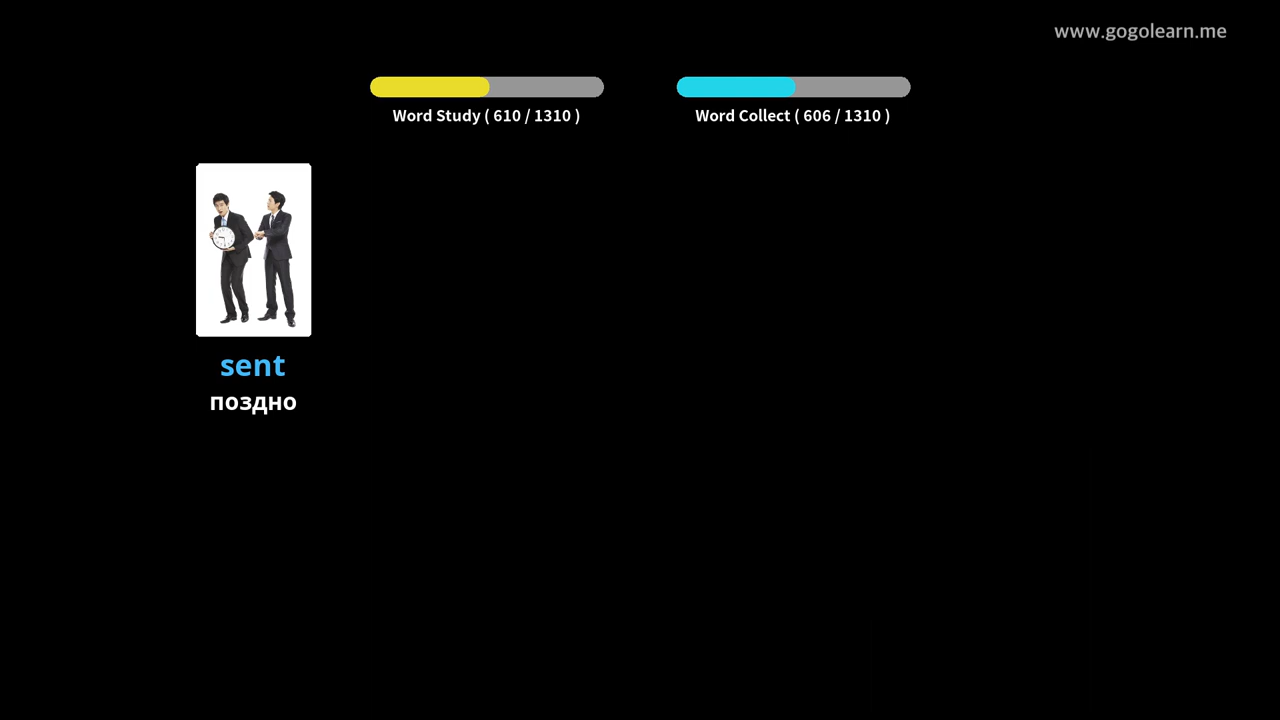 www.gogolearn.me
Word Study ( 610 / 1310 )
Word Collect ( 606 / 1310 )
sent
поздно